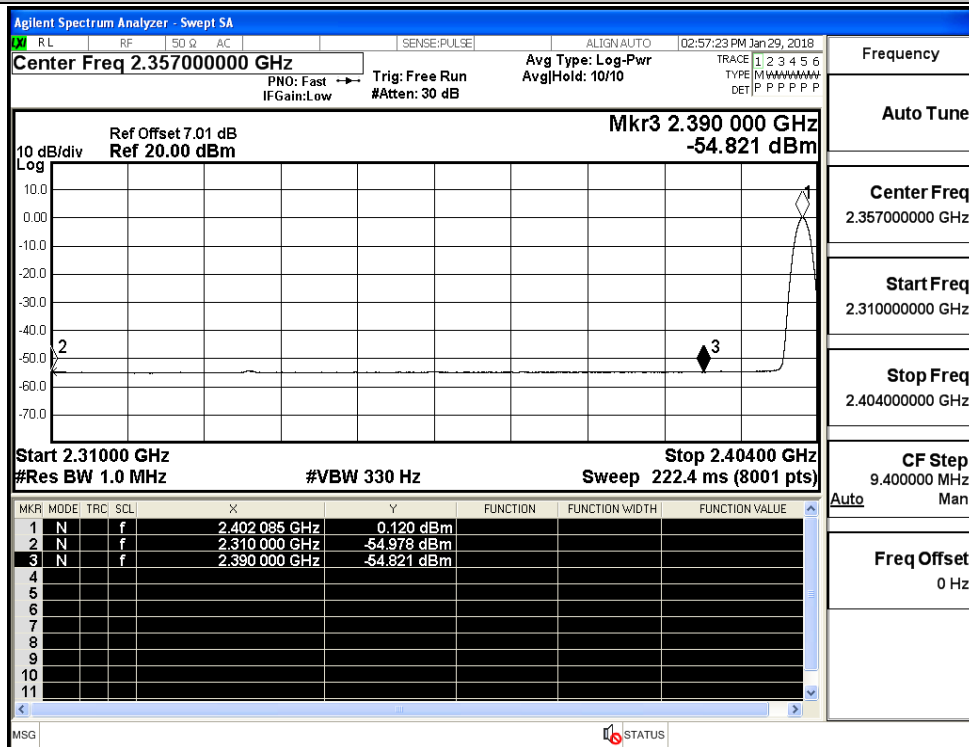 Agilent Spectrum Analyzer - Swept SA
LXI RL RF 50 Ω AC SENSE:PULSE ALIGNAUTO 02:57:23 PM Jan 29, 2018
Center Freq 2.357000000 GHz
PNO: Fast
IFGain:Low
Trig: Free Run
#Atten: 30 dB
Avg Type: Log-Pwr
Avg|Hold: 10/10
TRACE 1 2 3 4 5 6
TYPE MWWWWW
DET P P P P P P
Ref Offset 7.01 dB
10 dB/div Ref 20.00 dBm
Log
Mkr3 2.390 000 GHz
-54.821 dBm
10.0
0.00
-10.0
-20.0
-30.0
-40.0
-50.0
-60.0
-70.0
1
2
3
Start 2.31000 GHz Stop 2.40400 GHz
#Res BW 1.0 MHz #VBW 330 Hz Sweep 222.4 ms (8001 pts)
MKR MODE TRC SCL X Y FUNCTION FUNCTION WIDTH FUNCTION VALUE
1 N f 2.402 085 GHz 0.120 dBm
2 N f 2.310 000 GHz -54.978 dBm
3 N f 2.390 000 GHz -54.821 dBm
4
5
6
7
8
9
10
11
MSG STATUS
Frequency
Auto Tune
Center Freq
2.357000000 GHz
Start Freq
2.310000000 GHz
Stop Freq
2.404000000 GHz
CF Step
9.400000 MHz
Auto Man
Freq Offset
0 Hz